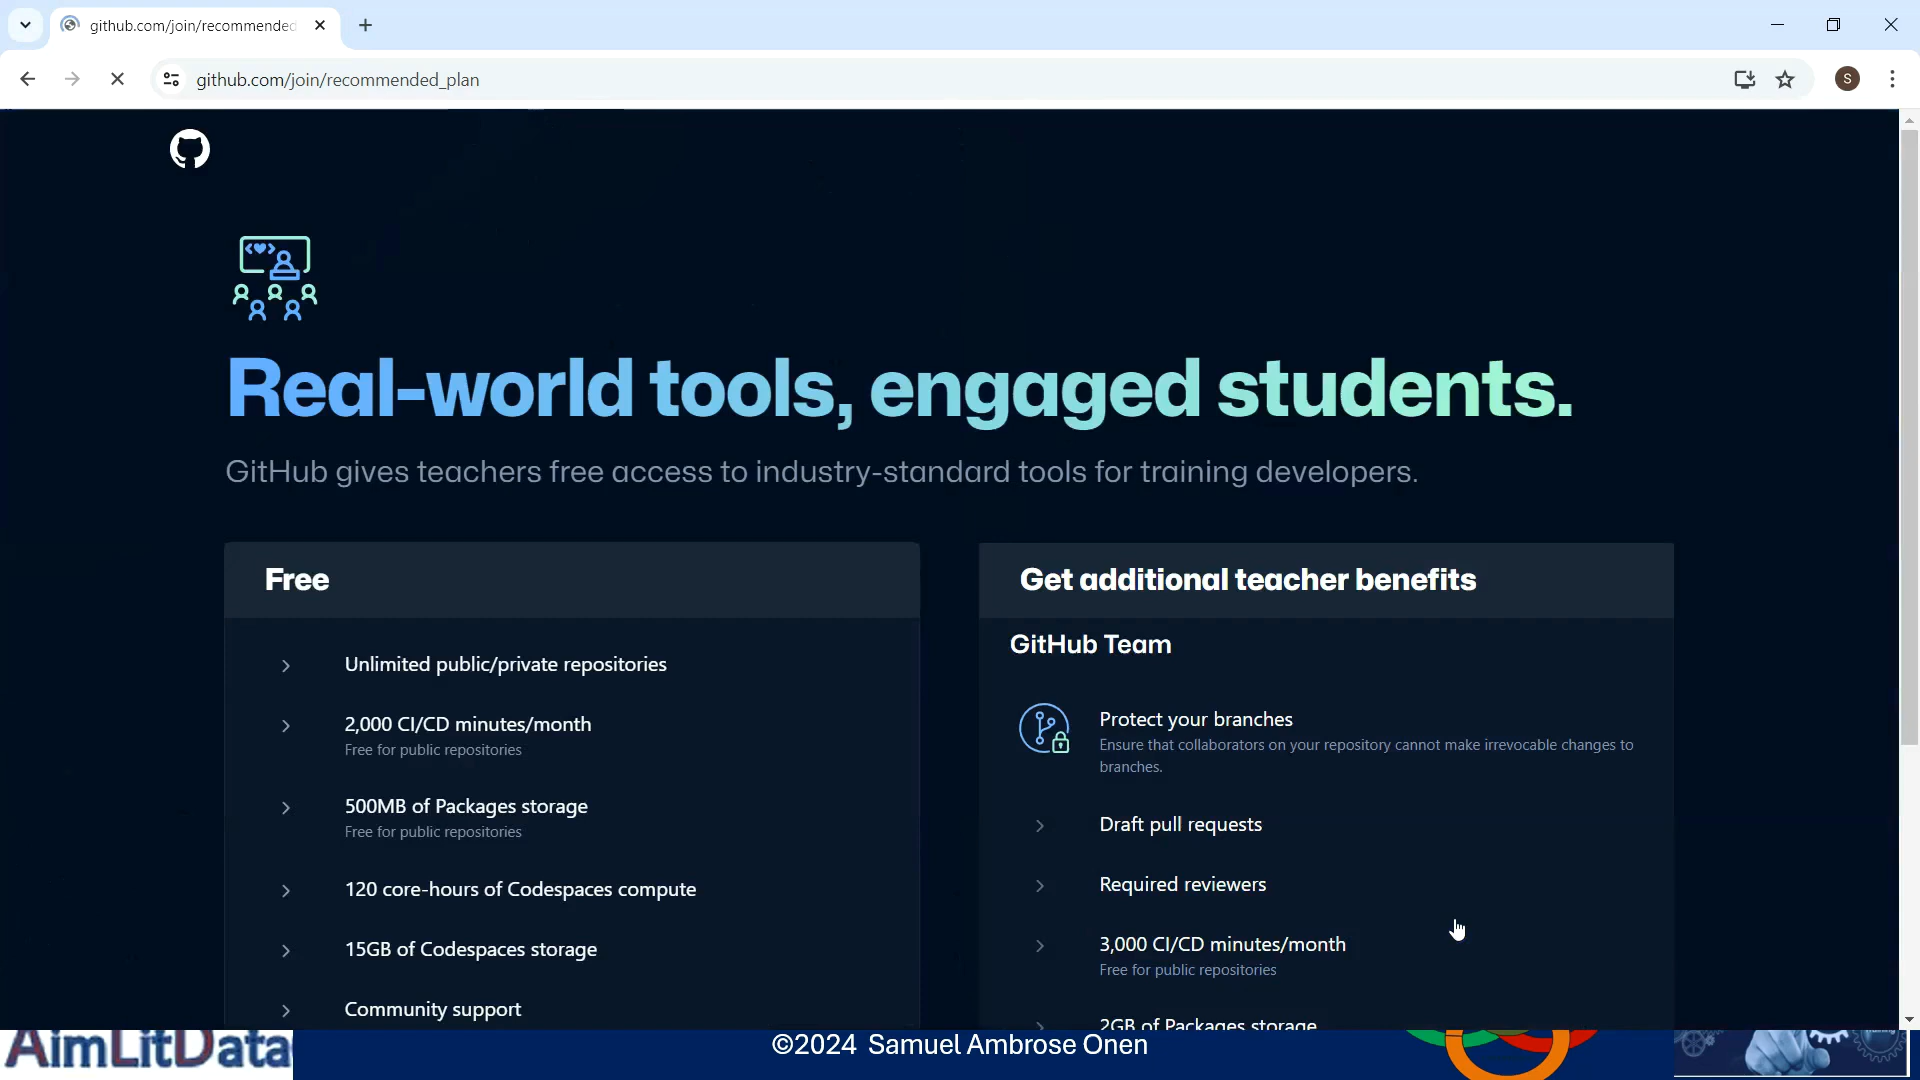 github.com/join/recommended
github.com/join/recommended_plan
S
Real-world tools, engaged students.
GitHub gives teachers free access to industry-standard tools for training developers.
Free
Unlimited public/private repositories
2,000 CI/CD minutes/month
Free for public repositories
500MB of Packages storage
Free for public repositories
120 core-hours of Codespaces compute
15GB of Codespaces storage
Community support
Get additional teacher benefits
GitHub Team
Protect your branches
Ensure that collaborators on your repository cannot make irrevocable changes to
branches.
Draft pull requests
Required reviewers
3,000 CI/CD minutes/month
Free for public repositories
2GB of Packages storage
AimLitData
©2024 Samuel Ambrose Onen